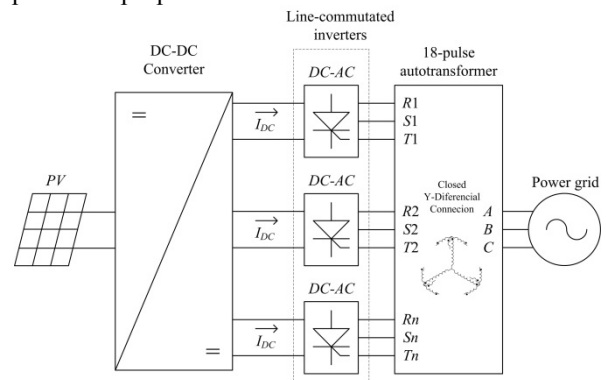 Line-commutated
inverters
DC-DC
Converter
18-pulse
autotransformer
DC-AC
I_DC
R1
S1
T1
PV
DC-AC
I_DC
R2
S2
T2
Closed
Y-Diferencial
Connecion
A
B
C
Power grid
DC-AC
I_DC
Rn
Sn
Tn